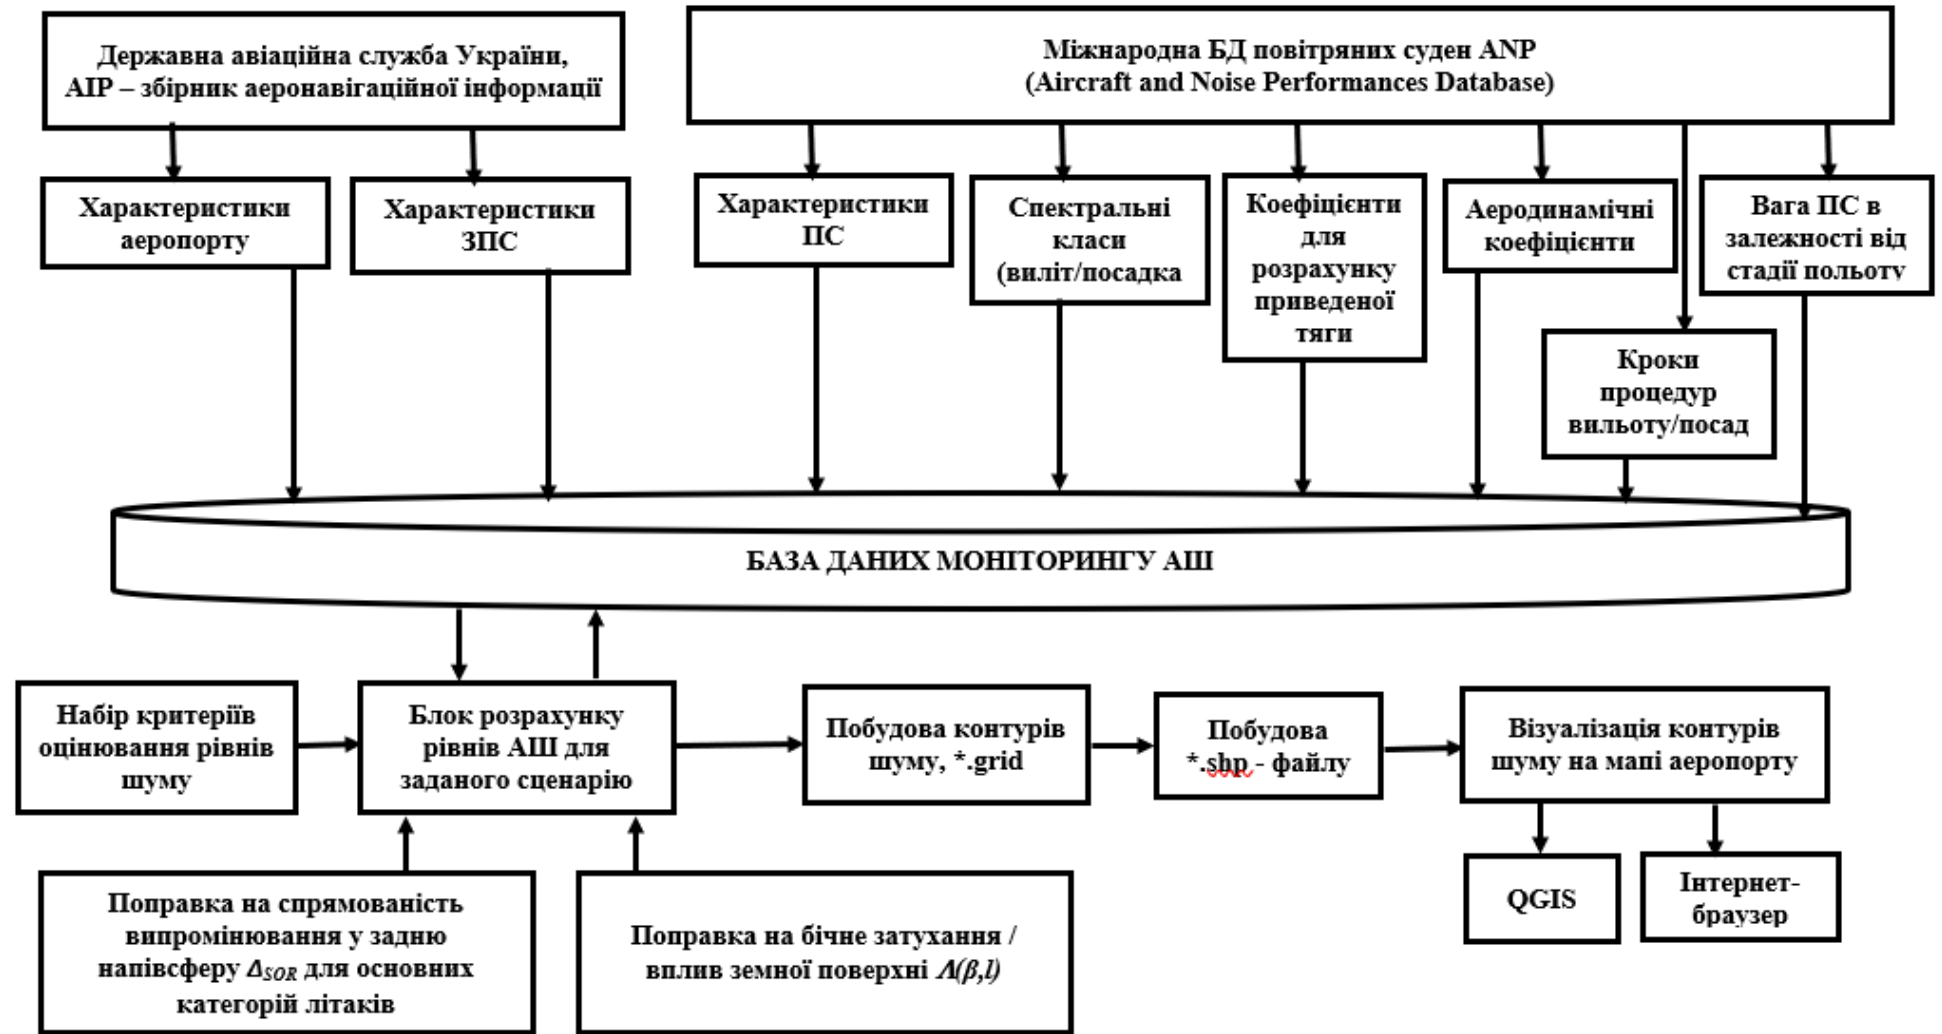 Державна авіаційна служба України,
AIP – збірник аеронавігаційної інформації
Міжнародна БД повітряних суден ANP
(Aircraft and Noise Performances Database)
Характеристики
аеропорту
Характеристики
ЗПС
Характеристики
ПС
Спектральні
класи
(виліт/посадка
Коефіцієнти
для
розрахунку
приведеної
тяги
Аеродинамічні
коефіцієнти
Кроки
процедур
вильоту/посад
Вага ПС в
залежності від
стадії польоту
БАЗА ДАНИХ МОНІТОРИНГУ АШ
Набір критеріїв
оцінювання рівнів
шуму
Блок розрахунку
рівнів АШ для
заданого сценарію
Побудова контурів
шуму, *.grid
Побудова
*.shp - файлу
Візуалізація контурів
шуму на мапі аеропорту
QGIS
Інтернет-
браузер
Поправка на спрямованість
випромінювання у задню
напівсферу Δ_SOR для основних
категорій літаків
Поправка на бічне затухання /
вплив земної поверхні Λ(β,l)